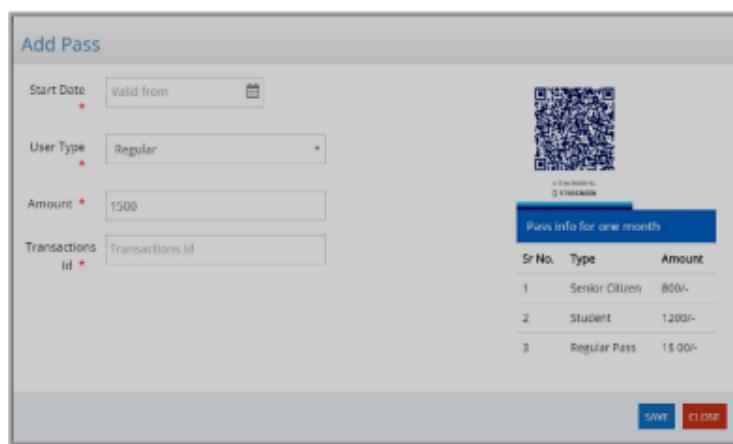 Add Pass
Start Date
*
Valid from
User Type
*
Regular
Amount *
1500
Transactions
Id *
Transactions Id
Pass info for one month
Sr No. Type Amount
1 Senior Citizen 800/-
2 Student 1200/-
3 Regular Pass 15 00/-
SAVE CLOSE